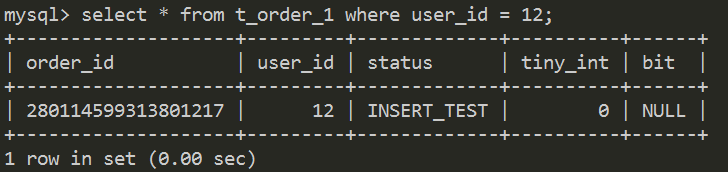 mysql> select * from t_order_1 where user_id = 12;
+--------------------+---------+-------------+----------+------+
| order_id           | user_id | status      | tiny_int | bit  |
+--------------------+---------+-------------+----------+------+
| 280114599313801217 |      12 | INSERT_TEST |        0 | NULL |
+--------------------+---------+-------------+----------+------+
1 row in set (0.00 sec)